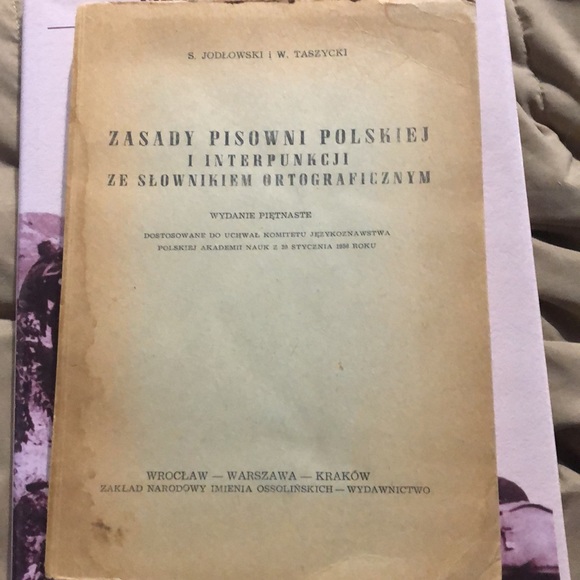 S. JODŁOWSKI I W. TASZYCKI
ZASADY PISOWNI POLSKIEJ
I INTERPUNKCJI
ZE SŁOWNIKIEM ORTOGRAFICZNYM
WYDANIE PIĘTNASTE
DOSTOSOWANE DO UCHWAŁ KOMITETU JĘZYKOZNAWSTWA
POLSKIEJ AKADEMII NAUK Z STYCZNIA ROKU
WROCŁAW — WARSZAWA — KRAKÓW
ZAKŁAD NARODOWY IMIENIA OSSOLIŃSKICH — WYDAWNICTWO